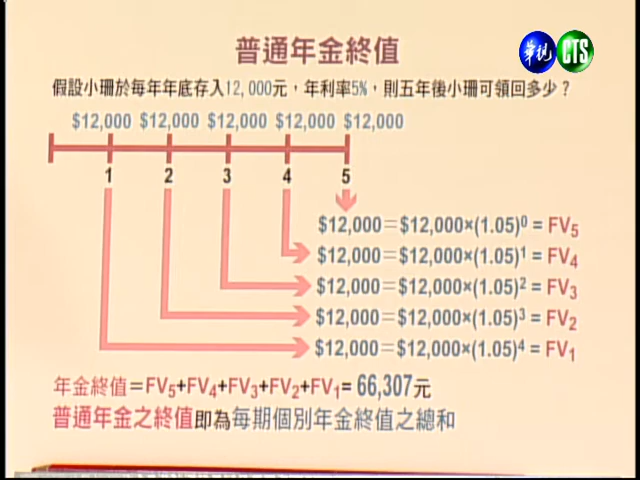 普通年金終值
華視 CTS
假設小珊於每年年底存入12,000元，年利率5%，則五年後小珊可領回多少？
$12,000 $12,000 $12,000 $12,000 $12,000
1 2 3 4 5
$12,000＝$12,000×(1.05)⁰ = FV₅
$12,000＝$12,000×(1.05)¹ = FV₄
$12,000＝$12,000×(1.05)² = FV₃
$12,000＝$12,000×(1.05)³ = FV₂
$12,000＝$12,000×(1.05)⁴ = FV₁
年金終值＝FV₅+FV₄+FV₃+FV₂+FV₁= 66,307元
普通年金之終值即為每期個別年金終值之總和